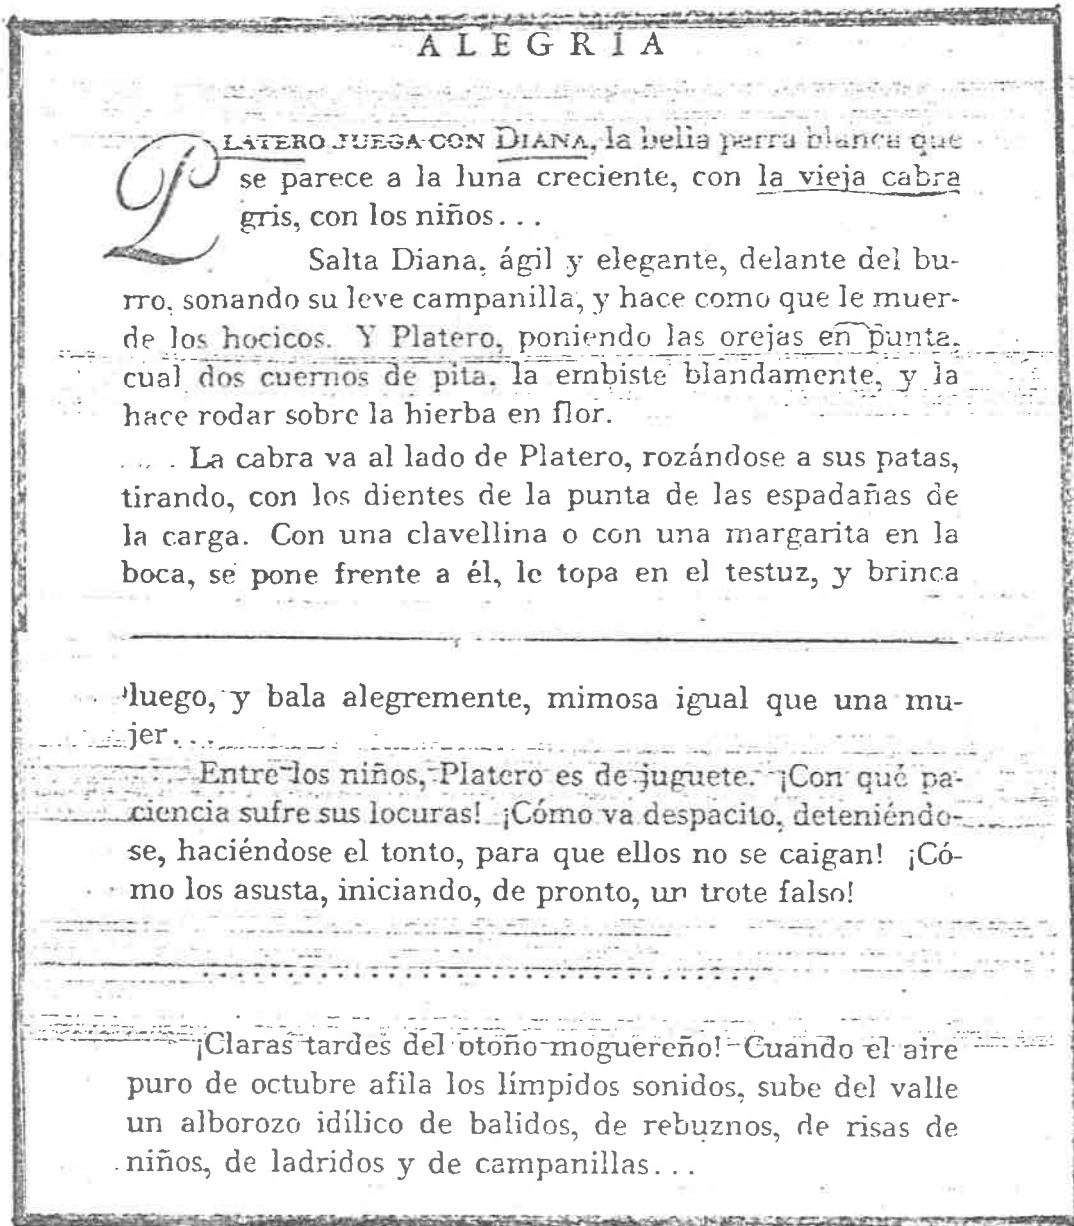 ALEGRÍA
PLATERO JUEGA CON DIANA, la bella perra blanca que
se parece a la luna creciente, con la vieja cabra
gris, con los niños...
Salta Diana, ágil y elegante, delante del bu-
rro, sonando su leve campanilla, y hace como que le muer-
de los hocicos. Y Platero, poniendo las orejas en punta,
cual dos cuernos de pita, la embiste blandamente, y la
hace rodar sobre la hierba en flor.
La cabra va al lado de Platero, rozándose a sus patas,
tirando, con los dientes de la punta de las espadañas de
la carga. Con una clavellina o con una margarita en la
boca, se pone frente a él, le topa en el testuz, y brinca
luego, y bala alegremente, mimosa igual que una mu-
jer...
Entre los niños, Platero es de juguete. ¡Con qué pa-
ciencia sufre sus locuras! ¡Cómo va despacito, deteniéndo-
se, haciéndose el tonto, para que ellos no se caigan! ¡Có-
mo los asusta, iniciando, de pronto, un trote falso!
¡Claras tardes del otoño moguereño! Cuando el aire
puro de octubre afila los límpidos sonidos, sube del valle
un alborozo idílico de balidos, de rebuznos, de risas de
niños, de ladridos y de campanillas...